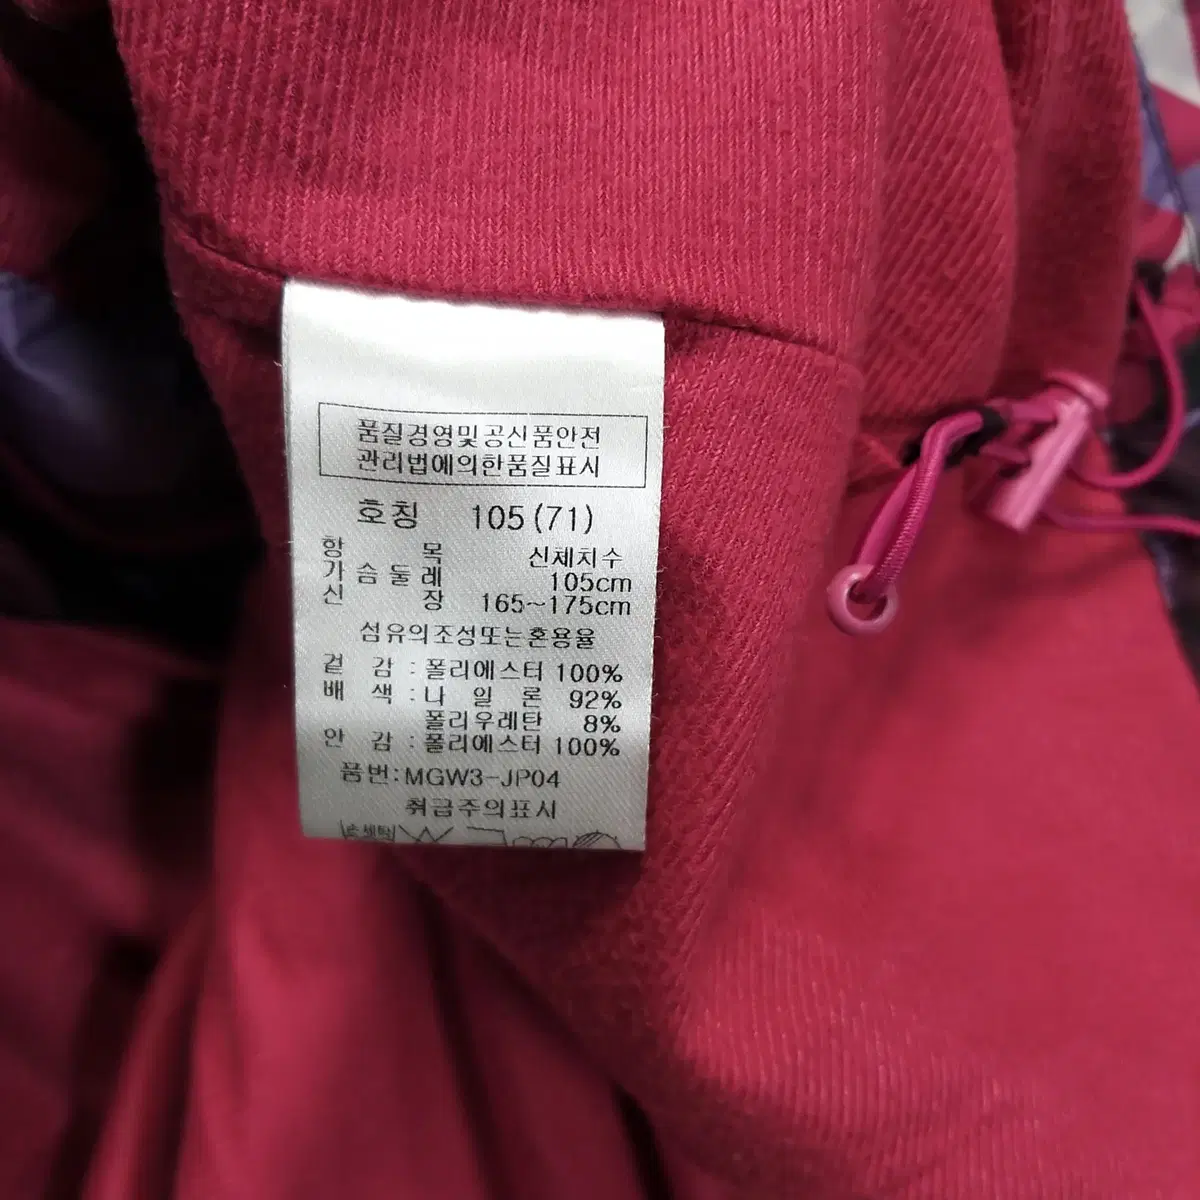 품질경영및공산품안전
관리법에의한품질표시
호칭 105(71)
항 목 신체치수
가슴둘레 105cm
신 장 165~175cm
섬유의조성또는혼용율
겉 감 : 폴리에스터 100%
배 색 : 나 일 론 92%
폴리우레탄 8%
안 감 : 폴리에스터 100%
품번:MGW3-JP04
취급주의표시
손세탁